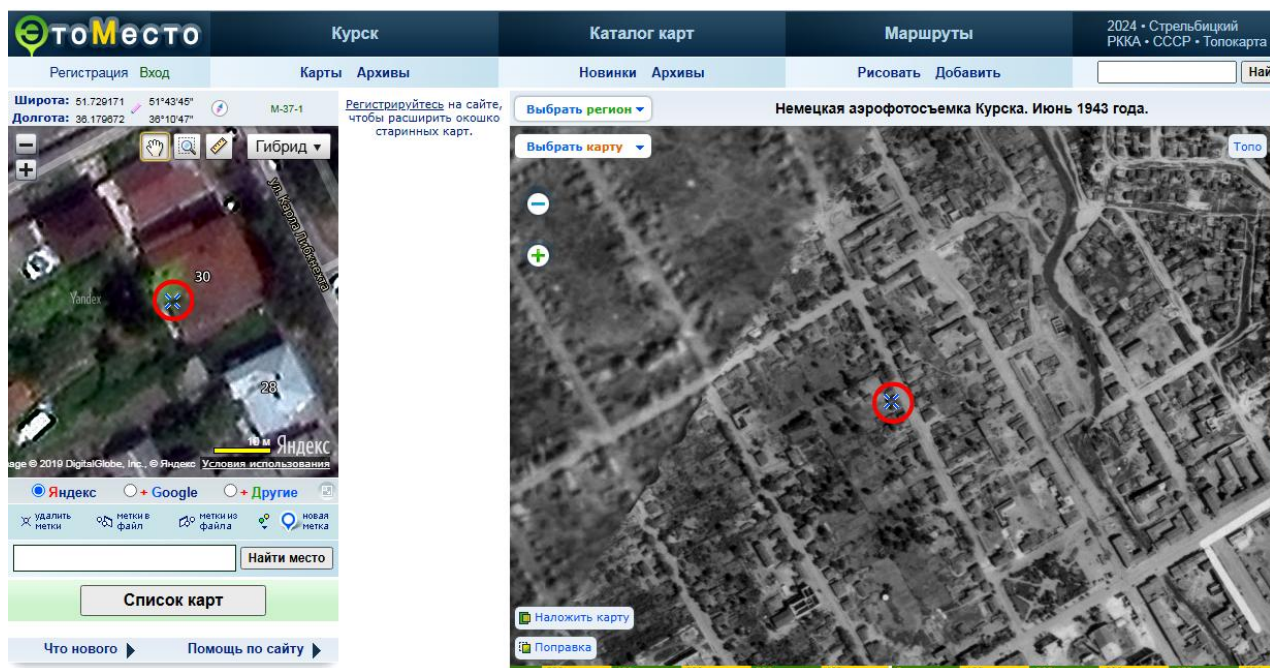 ЭтоМесто
Курск
Каталог карт
Маршруты
2024 • Стрельбицкий
РККА • СССР • Топокарта
Регистрация Вход
Карты Архивы
Новинки Архивы
Рисовать Добавить
Най
Широта: 51.729171 51°43'45"
Долгота: 36.179672 36°10'47"
М-37-1
Регистрируйтесь на сайте,
чтобы расширить окошко
старинных карт.
Выбрать регион
Немецкая аэрофотосъемка Курска. Июнь 1943 года.
Гибрид
Выбрать карту
Топо
ул. Карла Либкнехта
30
Yandex
28
10 м Яндекс
age © 2019 DigitalGlobe, Inc., © Яндекс Условия использования
Яндекс + Google + Другие
удалить метки
метки в файл
метки из файла
новая метка
Найти место
Список карт
Наложить карту
Что нового
Помощь по сайту
Поправка